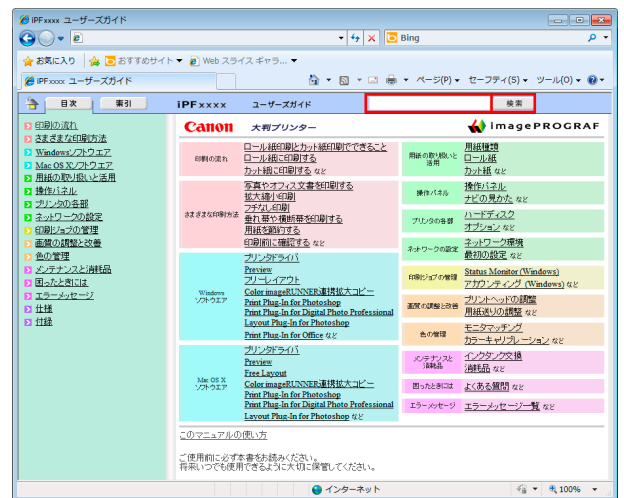 iPFxxxx ユーザーズガイド
Bing
お気に入り おすすめサイト Web スライス ギャラ...
iPFxxxx ユーザーズガイド
ページ(P) セーフティ(S) ツール(O)
目次 索引 iPFxxxx ユーザーズガイド 検索
印刷の流れ
さまざまな印刷方法
Windowsソフトウエア
Mac OS Xソフトウエア
用紙の取り扱いと活用
操作パネル
プリンタの各部
ネットワークの設定
印刷ジョブの管理
画質の調整と改善
色の管理
メンテナンスと消耗品
困ったときには
エラーメッセージ
仕様
付録
Canon 大判プリンター
imagePROGRAF
印刷の流れ
ロール紙印刷とカット紙印刷でできること
ロール紙に印刷する
カット紙に印刷する など
さまざまな印刷方法
写真やオフィス文書を印刷する
拡大縮小印刷
フチなし印刷
垂れ幕や横断幕を印刷する
用紙を節約する
印刷前に確認する など
Windows
ソフトウエア
プリンタドライバ
Preview
フリーレイアウト
Color imageRUNNER連携拡大コピー
Print Plug-In for Photoshop
Print Plug-In for Digital Photo Professional
Layout Plug-In for Photoshop
Print Plug-In for Office など
Mac OS X
ソフトウエア
プリンタドライバ
Preview
Free Layout
Color imageRUNNER連携拡大コピー
Print Plug-In for Photoshop
Print Plug-In for Digital Photo Professional
Layout Plug-In for Photoshop など
用紙の取り扱いと
活用
用紙種類
ロール紙
カット紙 など
操作パネル
操作パネル
ナビの見かた など
プリンタの各部
ハードディスク
オプション など
ネットワークの設定
ネットワーク環境
最初の設定 など
印刷ジョブの管理
Status Monitor (Windows)
アカウンティング (Windows) など
画質の調整と改善
プリントヘッドの調整
用紙送りの調整 など
色の管理
モニタマッチング
カラーキャリブレーション など
メンテナンスと
消耗品
インクタンク交換
消耗品 など
困ったときには
よくある質問 など
エラーメッセージ
エラーメッセージ一覧 など
このマニュアルの使い方
ご使用前に必ず本書をお読みください。
将来いつでも使用できるように大切に保管してください。
インターネット 100%